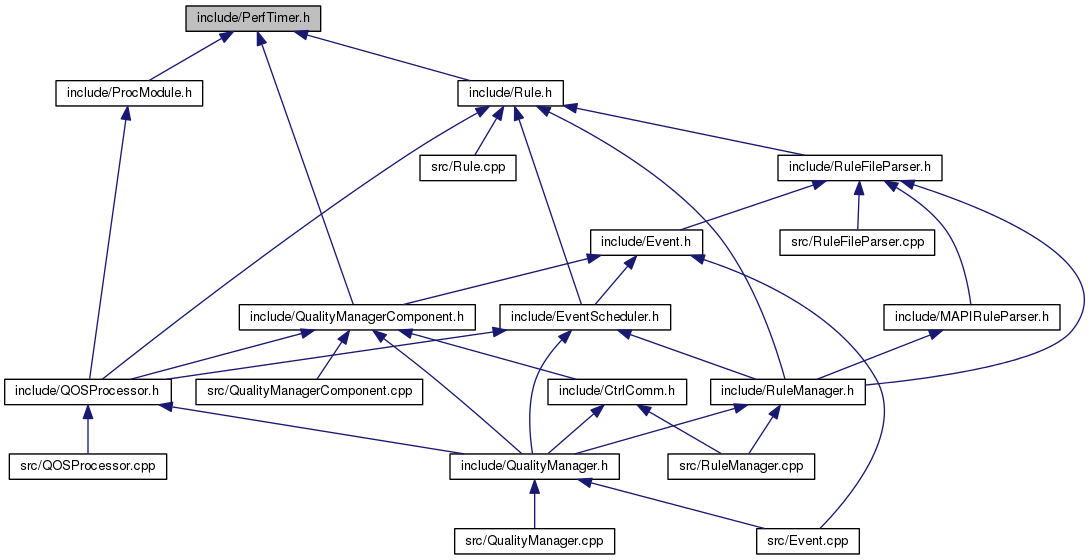 include/PerfTimer.h
include/ProcModule.h
include/Rule.h
src/Rule.cpp
include/RuleFileParser.h
include/Event.h
src/RuleFileParser.cpp
include/QualityManagerComponent.h
include/EventScheduler.h
include/MAPIRuleParser.h
include/QOSProcessor.h
src/QualityManagerComponent.cpp
include/CtrlComm.h
include/RuleManager.h
src/QOSProcessor.cpp
include/QualityManager.h
src/RuleManager.cpp
src/QualityManager.cpp
src/Event.cpp